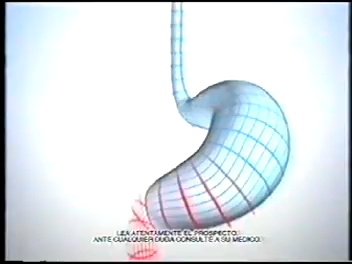 LEA ATENTAMENTE EL PROSPECTO.
ANTE CUALQUIER DUDA CONSULTE A SU MEDICO.